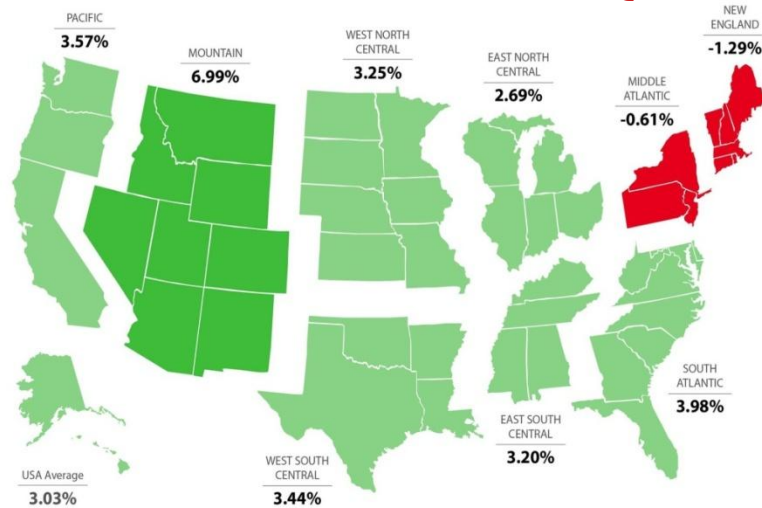 PACIFIC
3.57%
MOUNTAIN
6.99%
WEST NORTH
CENTRAL
3.25%
EAST NORTH
CENTRAL
2.69%
MIDDLE
ATLANTIC
-0.61%
NEW
ENGLAND
-1.29%
USA Average
3.03%
WEST SOUTH
CENTRAL
3.44%
EAST SOUTH
CENTRAL
3.20%
SOUTH
ATLANTIC
3.98%